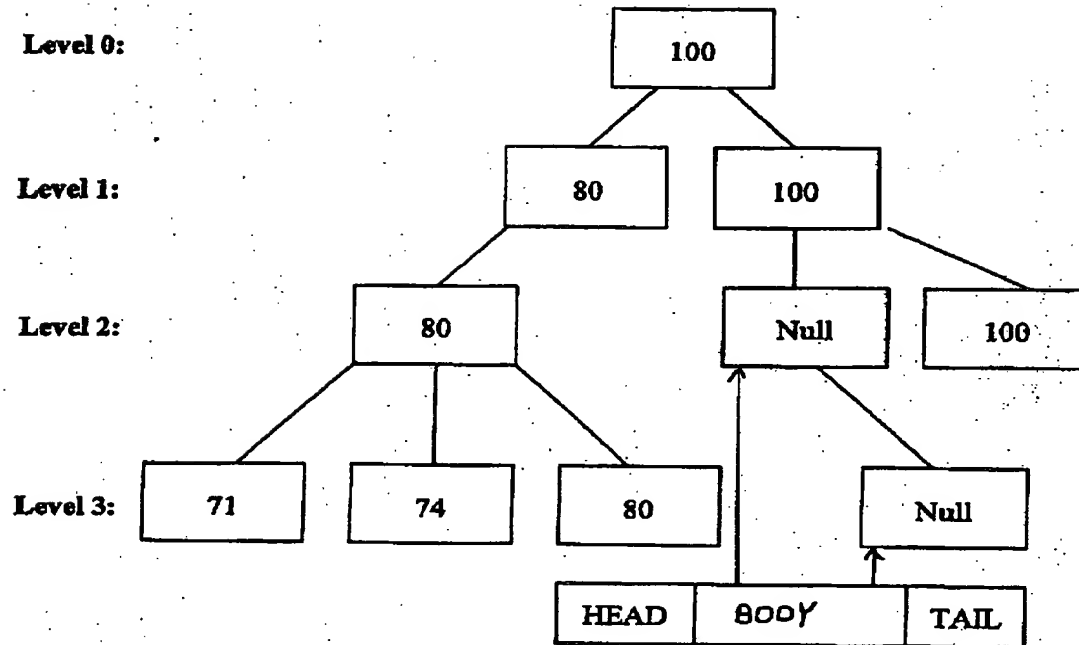 Level 0:
100
Level 1:
80
100
Level 2:
80
Null
100
Level 3:
71
74
80
Null
HEAD
BODY
TAIL